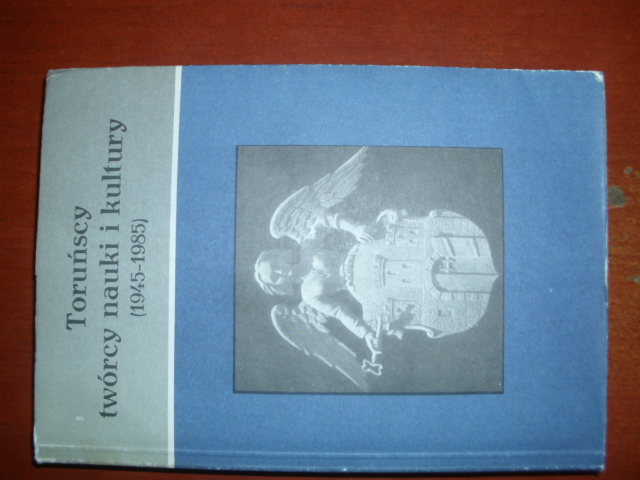 Toruńscy
twórcy nauki i kultury
(1945-1985)